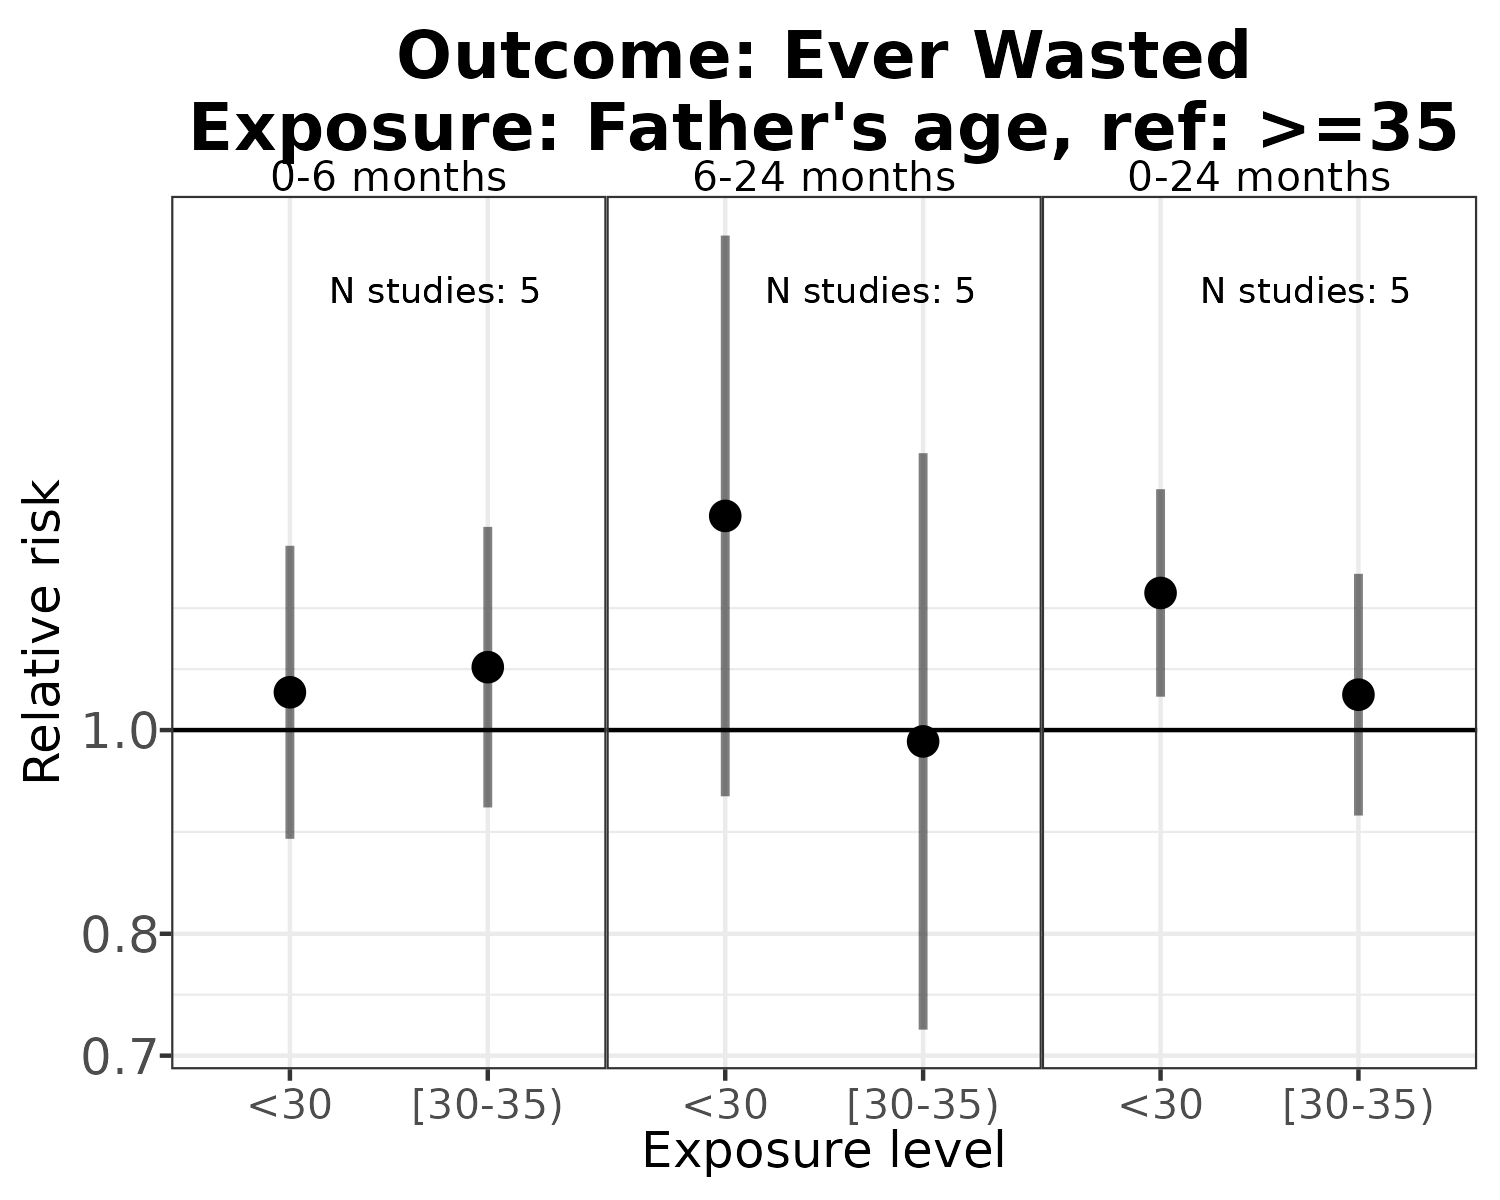 Outcome: Ever Wasted
Exposure: Father's age, ref: >=35
0-6 months
6-24 months
0-24 months
N studies: 5
N studies: 5
N studies: 5
Relative risk
1.0
0.8
0.7
<30
[30-35)
<30
[30-35)
<30
[30-35)
Exposure level